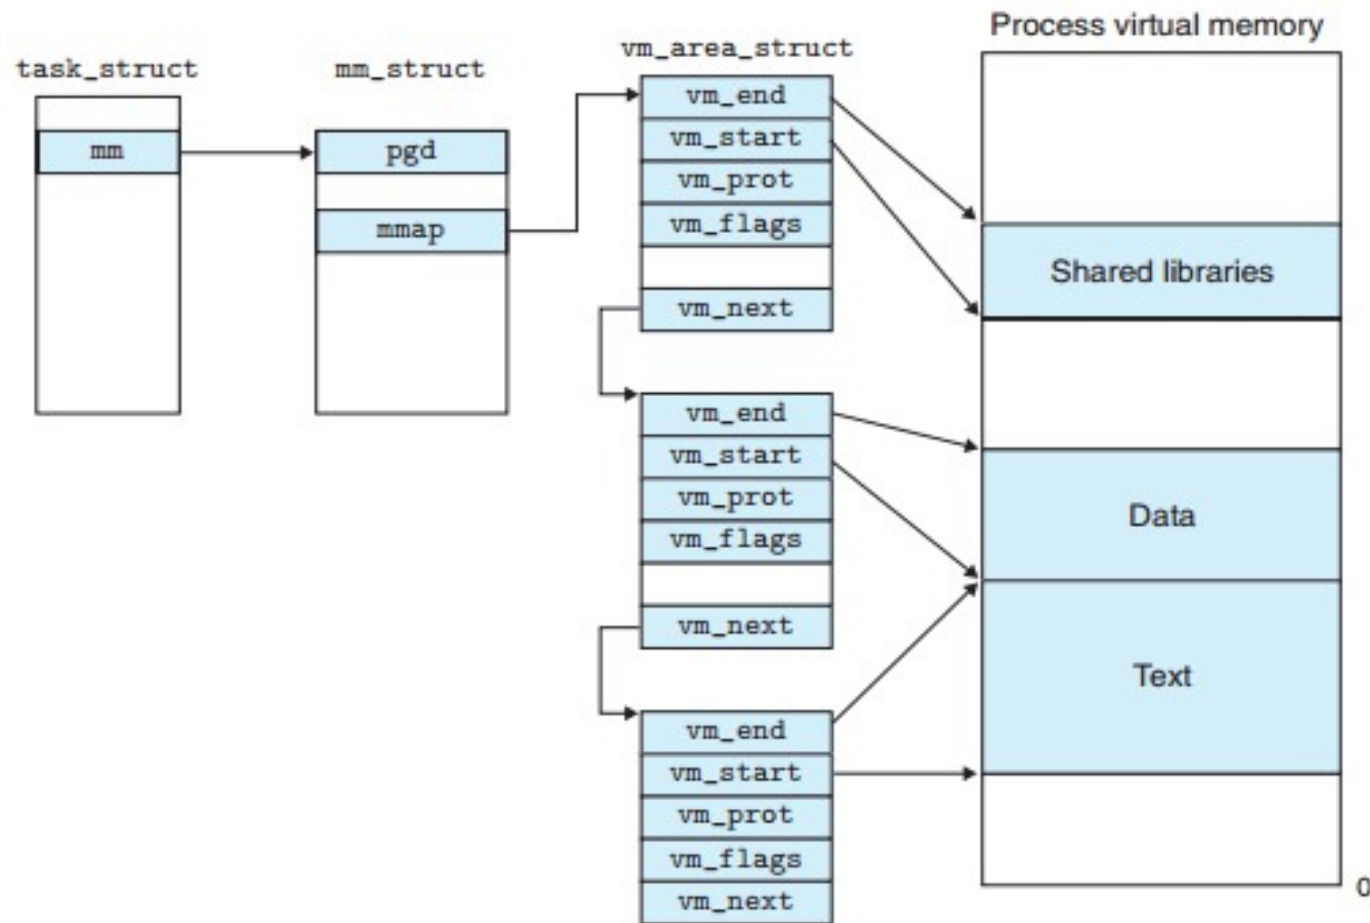 Process virtual memory
task_struct
mm_struct
vm_area_struct
mm
pgd
mmap
vm_end
vm_start
vm_prot
vm_flags
vm_next
vm_end
vm_start
vm_prot
vm_flags
vm_next
vm_end
vm_start
vm_prot
vm_flags
vm_next
Shared libraries
Data
Text
0